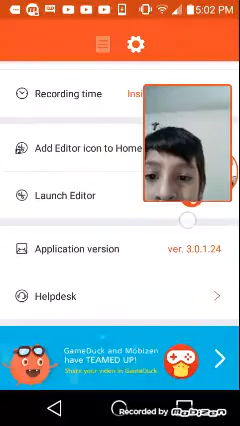 5:02 PM
Recording time
Insi
Add Editor icon to Home
Launch Editor
Application version
ver. 3.0.1.24
Helpdesk
GameDuck and Mobizen
have TEAMED UP!
Share your video in GameDuck.
Recorded by Mobizen